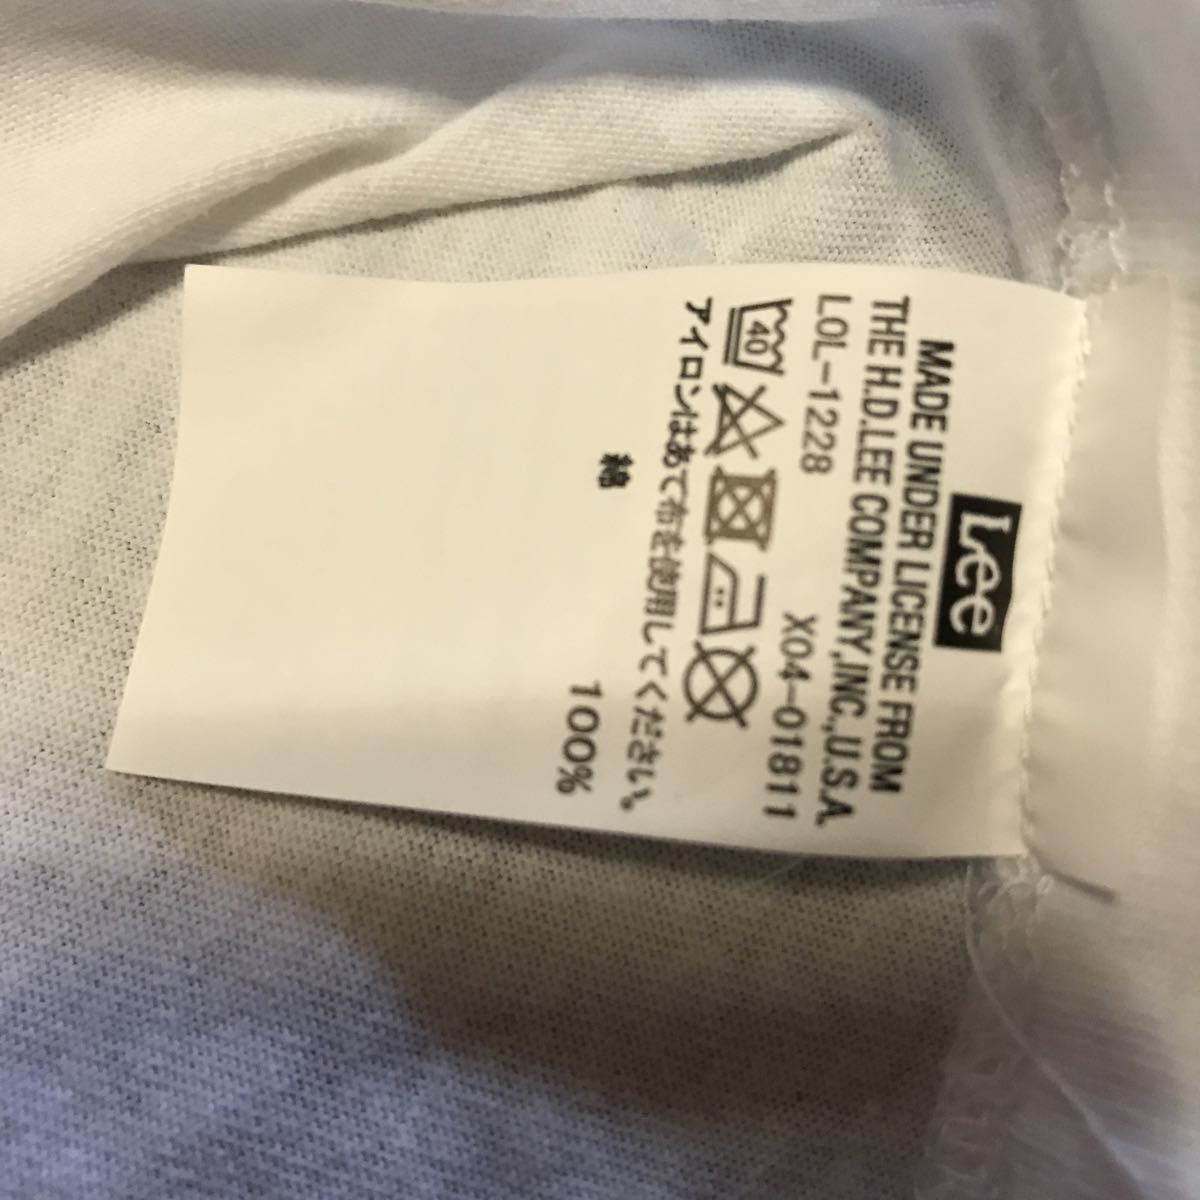 Lee
MADE UNDER LICENSE FROM
THE H.D.LEE COMPANY,INC.,U.S.A.
LOL-1228 X04-01811
40
アイロンはあて布を使用してください。
綿 100%